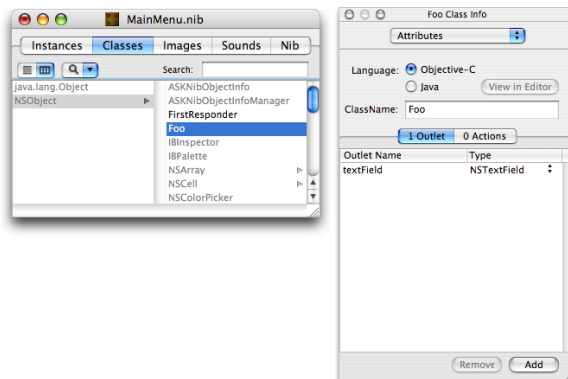 MainMenu.nib
Instances Classes Images Sounds Nib
Search:
java.lang.Object
NSObject
ASKNibObjectInfo
ASKNibObjectInfoManager
FirstResponder
Foo
IBInspector
IBPalette
NSArray
NSCell
NSColorPicker
Foo Class Info
Attributes
Language: Objective-C
Java View in Editor
ClassName: Foo
1 Outlet 0 Actions
Outlet Name Type
textField NSTextField
Remove Add